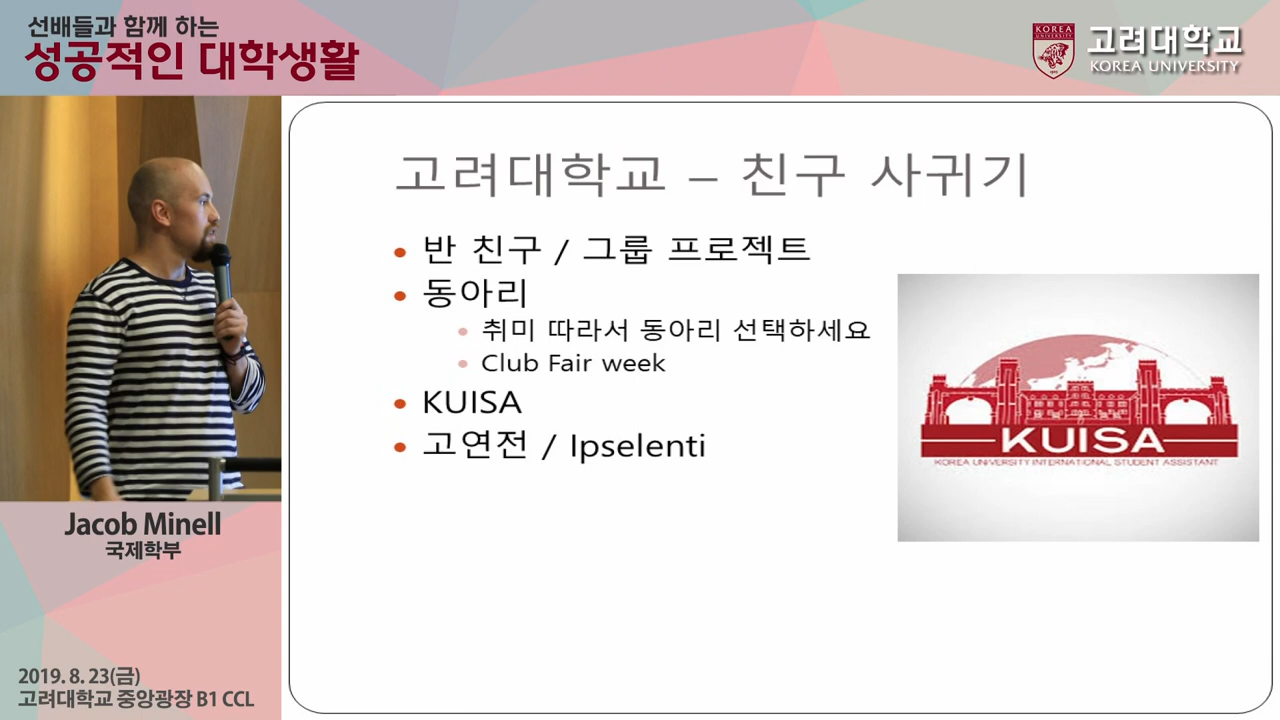 선배들과 함께 하는
성공적인 대학생활
KOREA
UNIVERSITY
1905
고려대학교
KOREA UNIVERSITY
고려대학교 – 친구 사귀기
• 반 친구 / 그룹 프로젝트
• 동아리
• 취미 따라서 동아리 선택하세요
• Club Fair week
• KUISA
• 고연전 / Ipselenti
KUISA
KOREA UNIVERSITY INTERNATIONAL STUDENT ASSISTANT
Jacob Minell
국제학부
2019. 8. 23(금)
고려대학교 중앙광장 B1 CCL